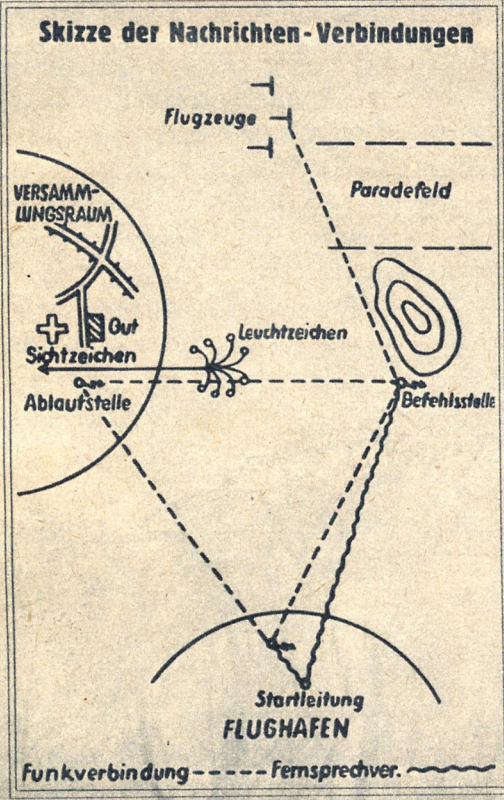 Skizze der Nachrichten-Verbindungen
Flugzeuge
Paradefeld
VERSAMM-
LUNGSRAUM
Gut
Sichtzeichen
Leuchtzeichen
Ablaufstelle
Befehlsstelle
Startleitung
FLUGHAFEN
Funkverbindung
Fernsprechver.